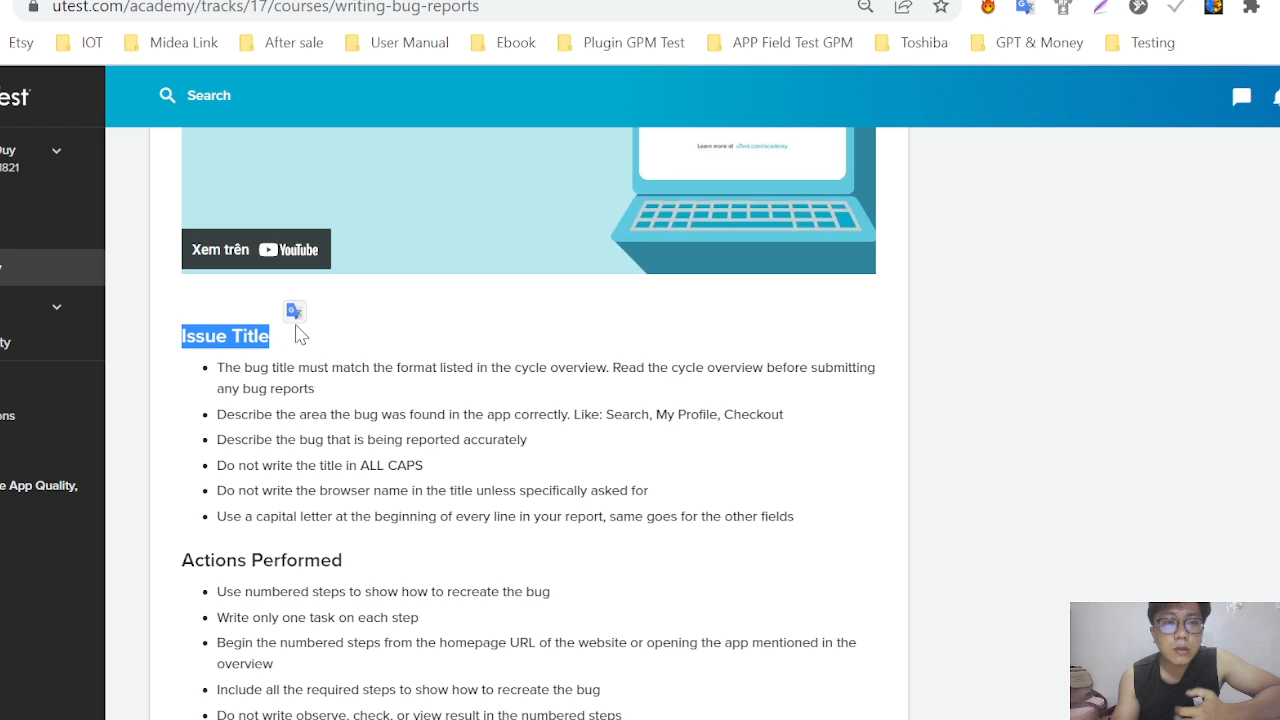 utest.com/academy/tracks/17/courses/writing-bug-reports
Etsy IOT Midea Link After sale User Manual Ebook Plugin GPM Test APP Field Test GPM Toshiba GPT & Money Testing
est
Search
Duy
1821
Learn more at uTest.com/academy
Xem trên YouTube
y
ty
ons
e App Quality,
Issue Title
The bug title must match the format listed in the cycle overview. Read the cycle overview before submitting
any bug reports
Describe the area the bug was found in the app correctly. Like: Search, My Profile, Checkout
Describe the bug that is being reported accurately
Do not write the title in ALL CAPS
Do not write the browser name in the title unless specifically asked for
Use a capital letter at the beginning of every line in your report, same goes for the other fields
Actions Performed
Use numbered steps to show how to recreate the bug
Write only one task on each step
Begin the numbered steps from the homepage URL of the website or opening the app mentioned in the
overview
Include all the required steps to show how to recreate the bug
Do not write observe, check, or view result in the numbered steps